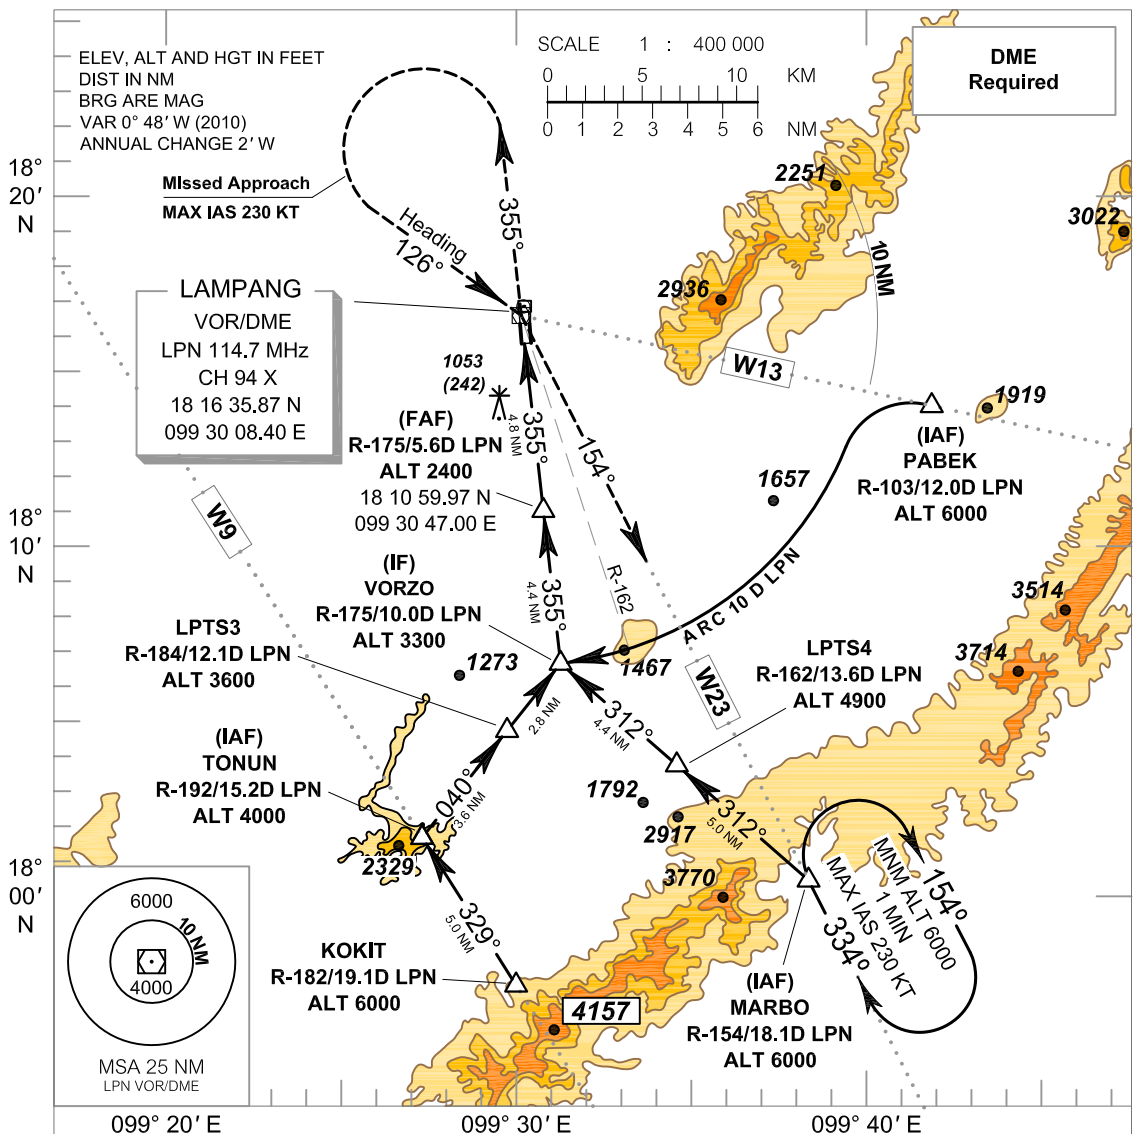 ELEV, ALT AND HGT IN FEET
DIST IN NM
BRG ARE MAG
VAR 0° 48′ W (2010)
ANNUAL CHANGE 2′ W
SCALE 1 : 400 000
0 5 10 KM
0 1 2 3 4 5 6 NM
DME
Required
MIssed Approach
MAX IAS 230 KT
Heading
126°
355°
LAMPANG
VOR/DME
LPN 114.7 MHz
CH 94 X
18 16 35.87 N
099 30 08.40 E
18°
20′
N
2251
3022
10 NM
2936
W13
1919
1053
(242)
4.8 NM
355°
154°
(FAF)
R-175/5.6D LPN
ALT 2400
18 10 59.97 N
099 30 47.00 E
(IAF)
PABEK
R-103/12.0D LPN
ALT 6000
1657
W9
18°
10′
N
(IF)
VORZO
R-175/10.0D LPN
ALT 3300
355°
4.4 NM
R-162
ARC 10 D LPN
3514
3714
1467
W23
LPTS3
R-184/12.1D LPN
ALT 3600
1273
LPTS4
R-162/13.6D LPN
ALT 4900
2.8 NM
312°
4.4 NM
(IAF)
TONUN
R-192/15.2D LPN
ALT 4000
040°
3.6 NM
1792
2917
312°
5.0 NM
2329
3770
18°
00′
N
MNM ALT 6000
1 MIN
MAX IAS 230 KT
154°
334°
329°
5.0 NM
KOKIT
R-182/19.1D LPN
ALT 6000
4157
(IAF)
MARBO
R-154/18.1D LPN
ALT 6000
6000
10 NM
4000
MSA 25 NM
LPN VOR/DME
099° 20′ E
099° 30′ E
099° 40′ E